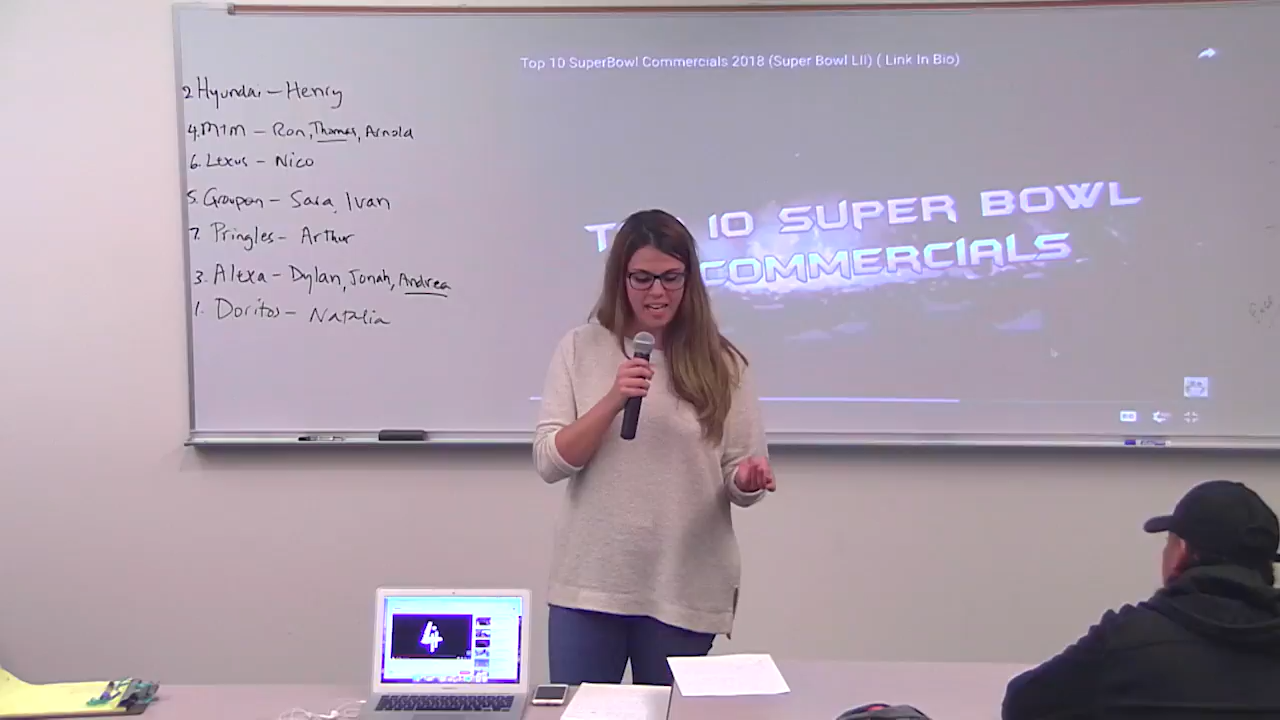 Top 10 SuperBowl Commercials 2018 (Super Bowl LII) ( Link In Bio)
2 Hyundai – Henry
4. M+M – Ron, Thomas, Arnold
6. Lexus – Nico
5. Groupon – Sara, Ivan
7. Pringles – Arthur
3. Alexa – Dylan, Jonah, Andrea
1. Doritos – Natalia
10 SUPER BOWL
COMMERCIALS
4